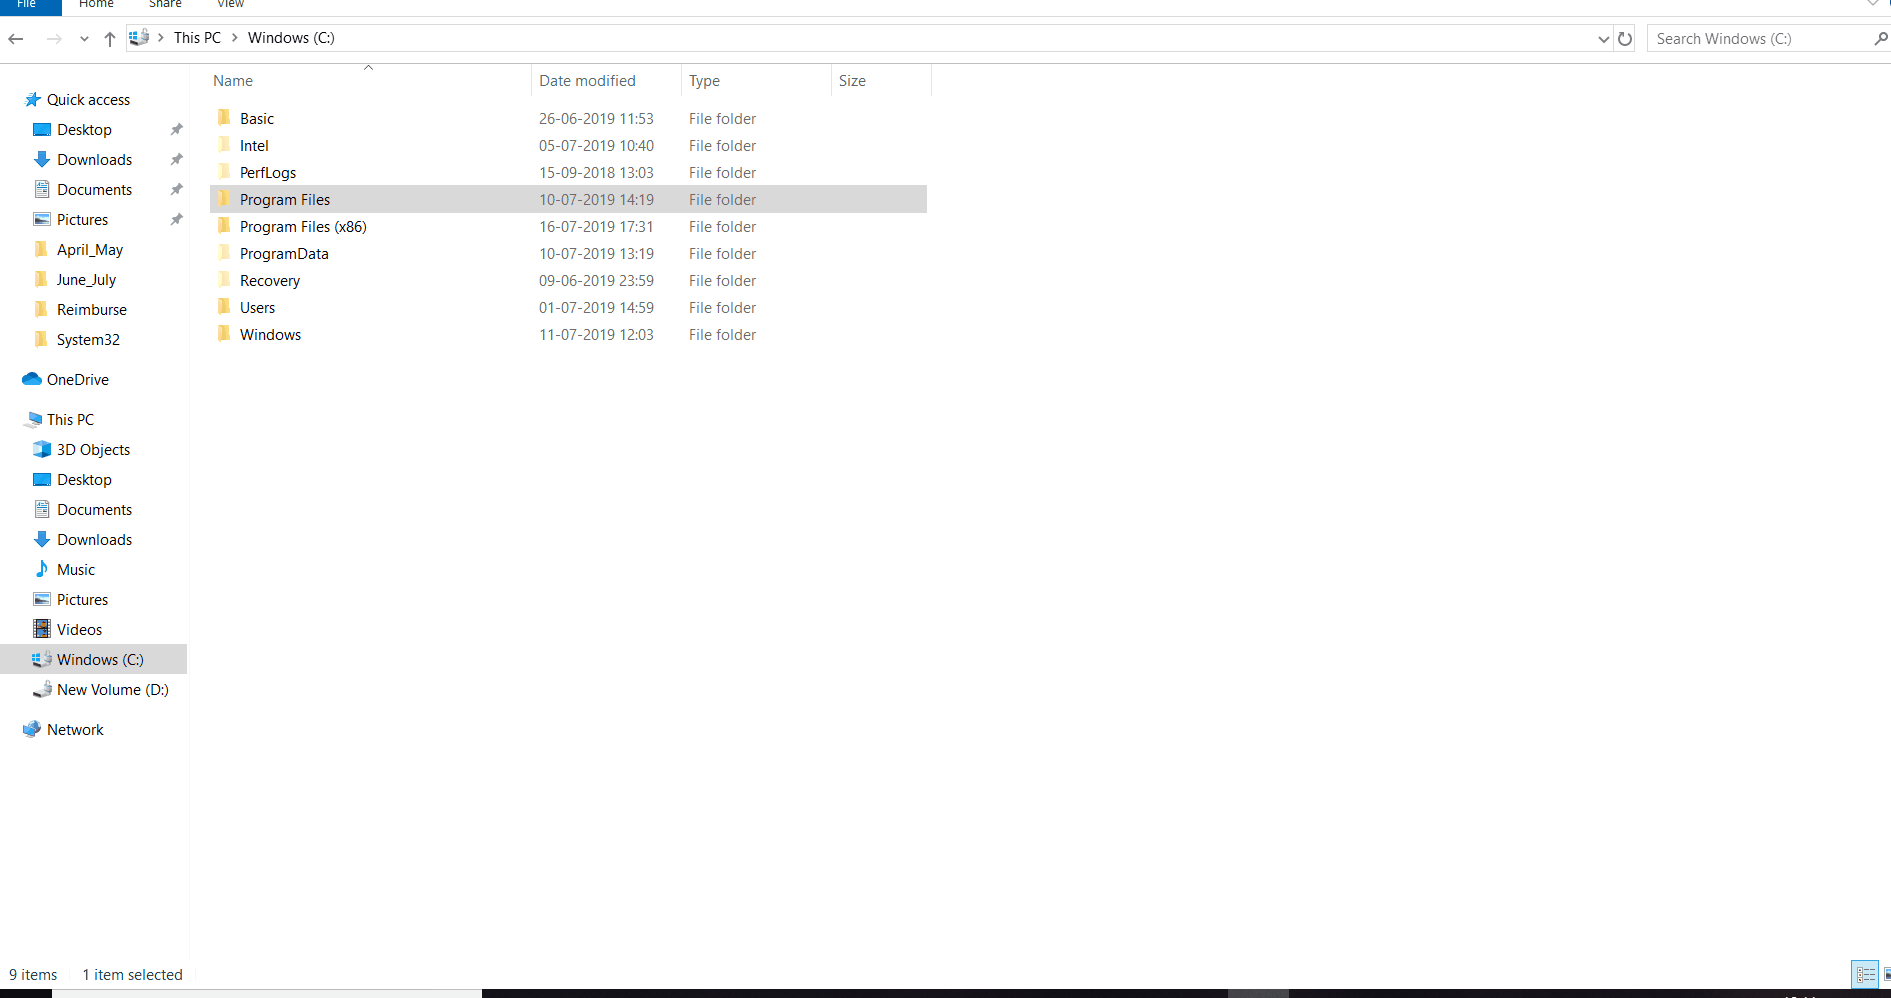 File Home Share View
This PC > Windows (C:) Search Windows (C:)
Name Date modified Type Size
Quick access
Desktop
Downloads
Documents
Pictures
April_May
June_July
Reimburse
System32
OneDrive
This PC
3D Objects
Desktop
Documents
Downloads
Music
Pictures
Videos
Windows (C:)
New Volume (D:)
Network
Basic 26-06-2019 11:53 File folder
Intel 05-07-2019 10:40 File folder
PerfLogs 15-09-2018 13:03 File folder
Program Files 10-07-2019 14:19 File folder
Program Files (x86) 16-07-2019 17:31 File folder
ProgramData 10-07-2019 13:19 File folder
Recovery 09-06-2019 23:59 File folder
Users 01-07-2019 14:59 File folder
Windows 11-07-2019 12:03 File folder
9 items 1 item selected